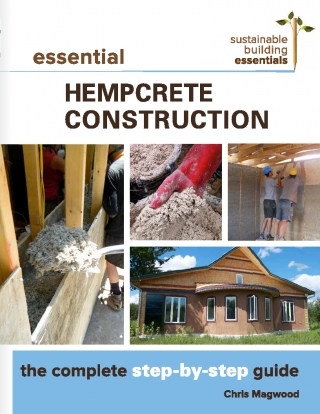 sustainable
building
essentials
essential
HEMPCRETE
CONSTRUCTION
the complete step-by-step guide
Chris Magwood